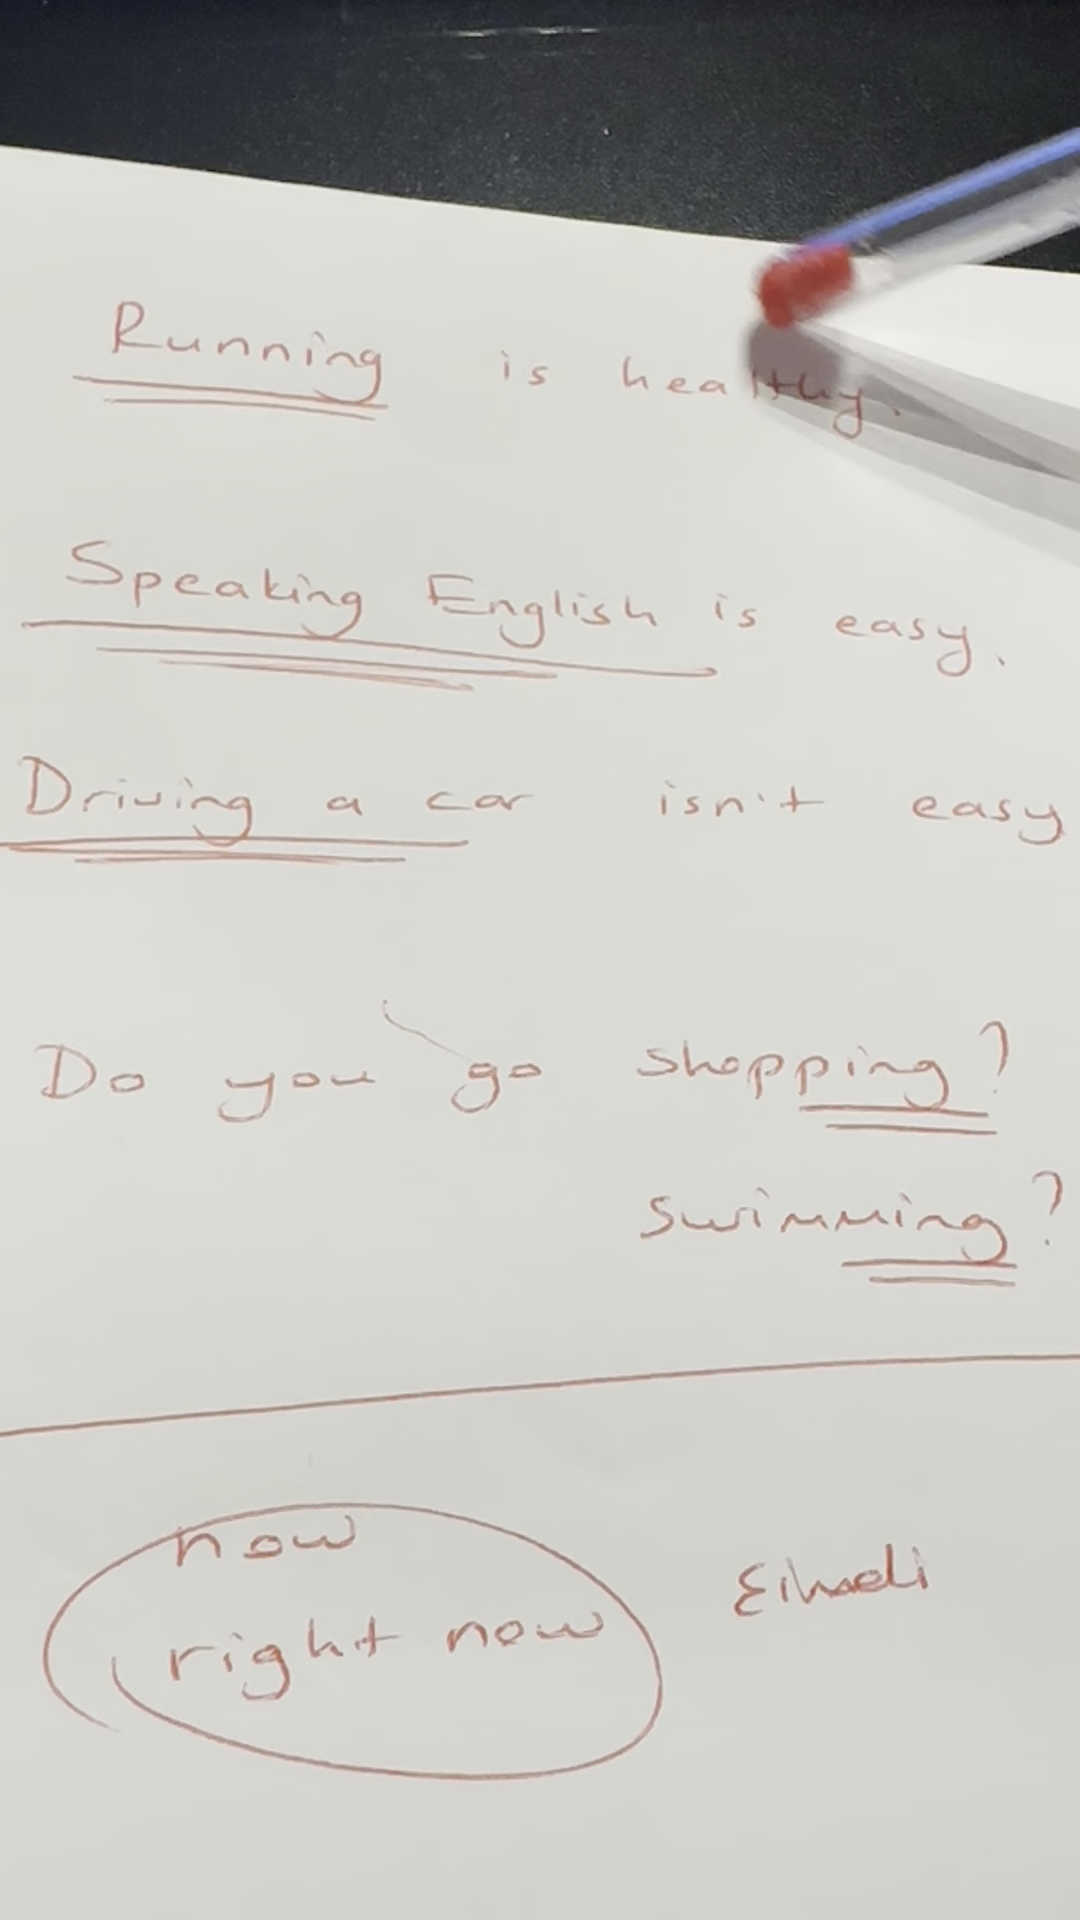 Running is healthy.
Speaking English is easy.
Driving a car isn't easy
Do you go shopping?
swimming?
now
right now